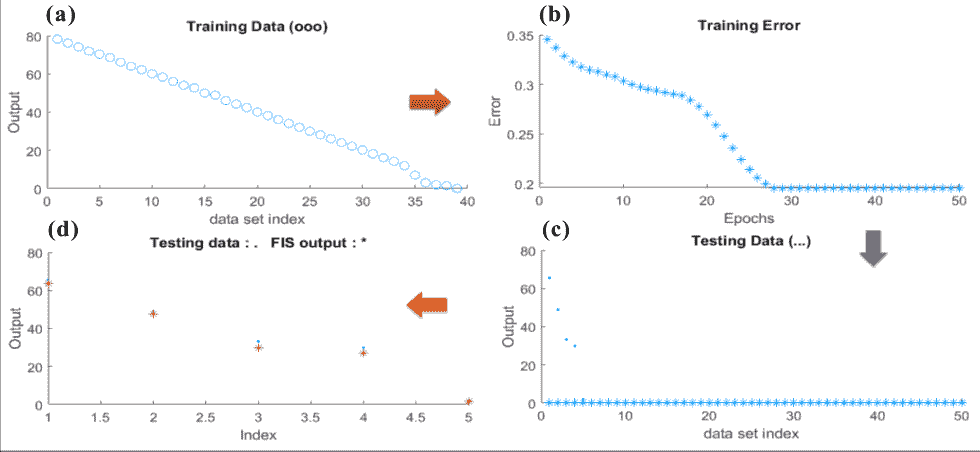 (a)
Training Data (ooo)
80
60
40
20
0
Output
0 5 10 15 20 25 30 35 40
data set index
(b)
Training Error
0.35
0.3
0.25
0.2
Error
0 10 20 30 40 50
Epochs
(d)
Testing data : . FIS output : *
80
60
40
20
0
Output
1 1.5 2 2.5 3 3.5 4 4.5 5
Index
(c)
Testing Data (...)
80
60
40
20
0
Output
0 10 20 30 40 50
data set index